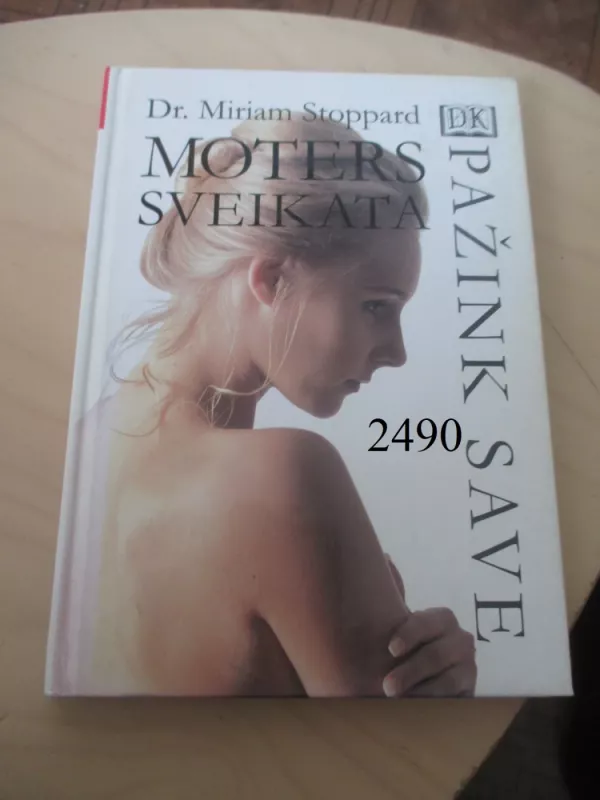 Dr. Miriam Stoppard
MOTERS
SVEIKATA
DK
PAŽINK SAVE
2490